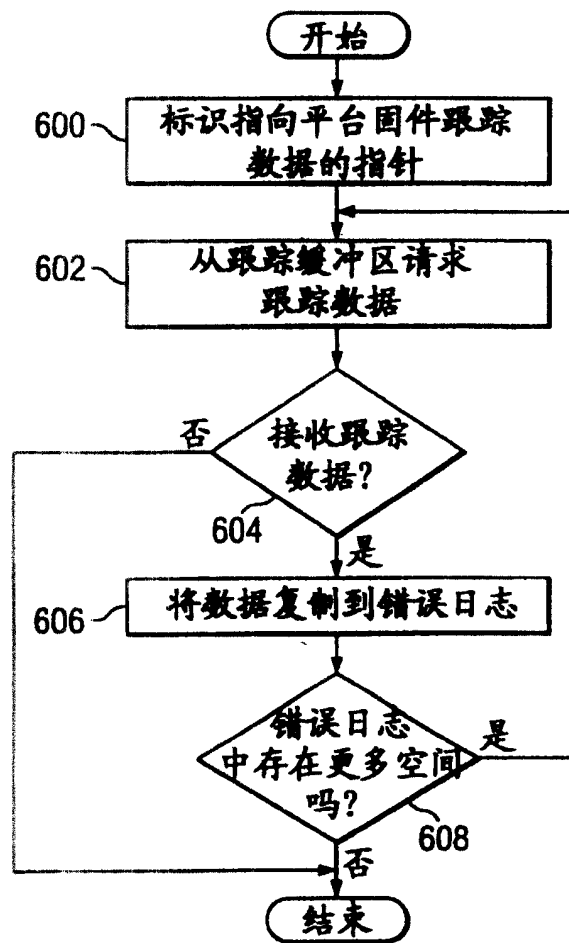 开始
600
标识指向平台固件跟踪
数据的指针
602
从跟踪缓冲区请求
跟踪数据
否
接收跟踪
数据?
604
是
606
将数据复制到错误日志
错误日志
中存在更多空间
吗?
是
608
否
结束